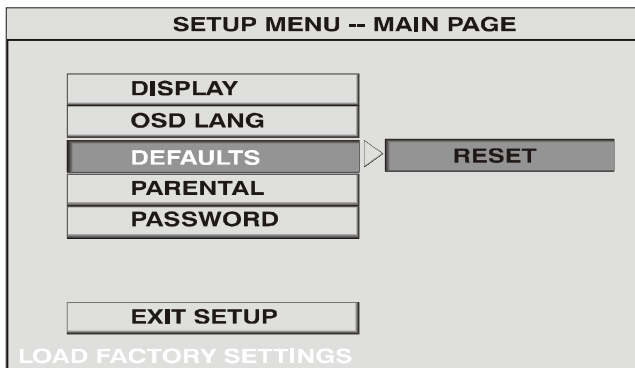 SETUP MENU -- MAIN PAGE
DISPLAY
OSD LANG
DEFAULTS
RESET
PARENTAL
PASSWORD
EXIT SETUP
LOAD FACTORY SETTINGS